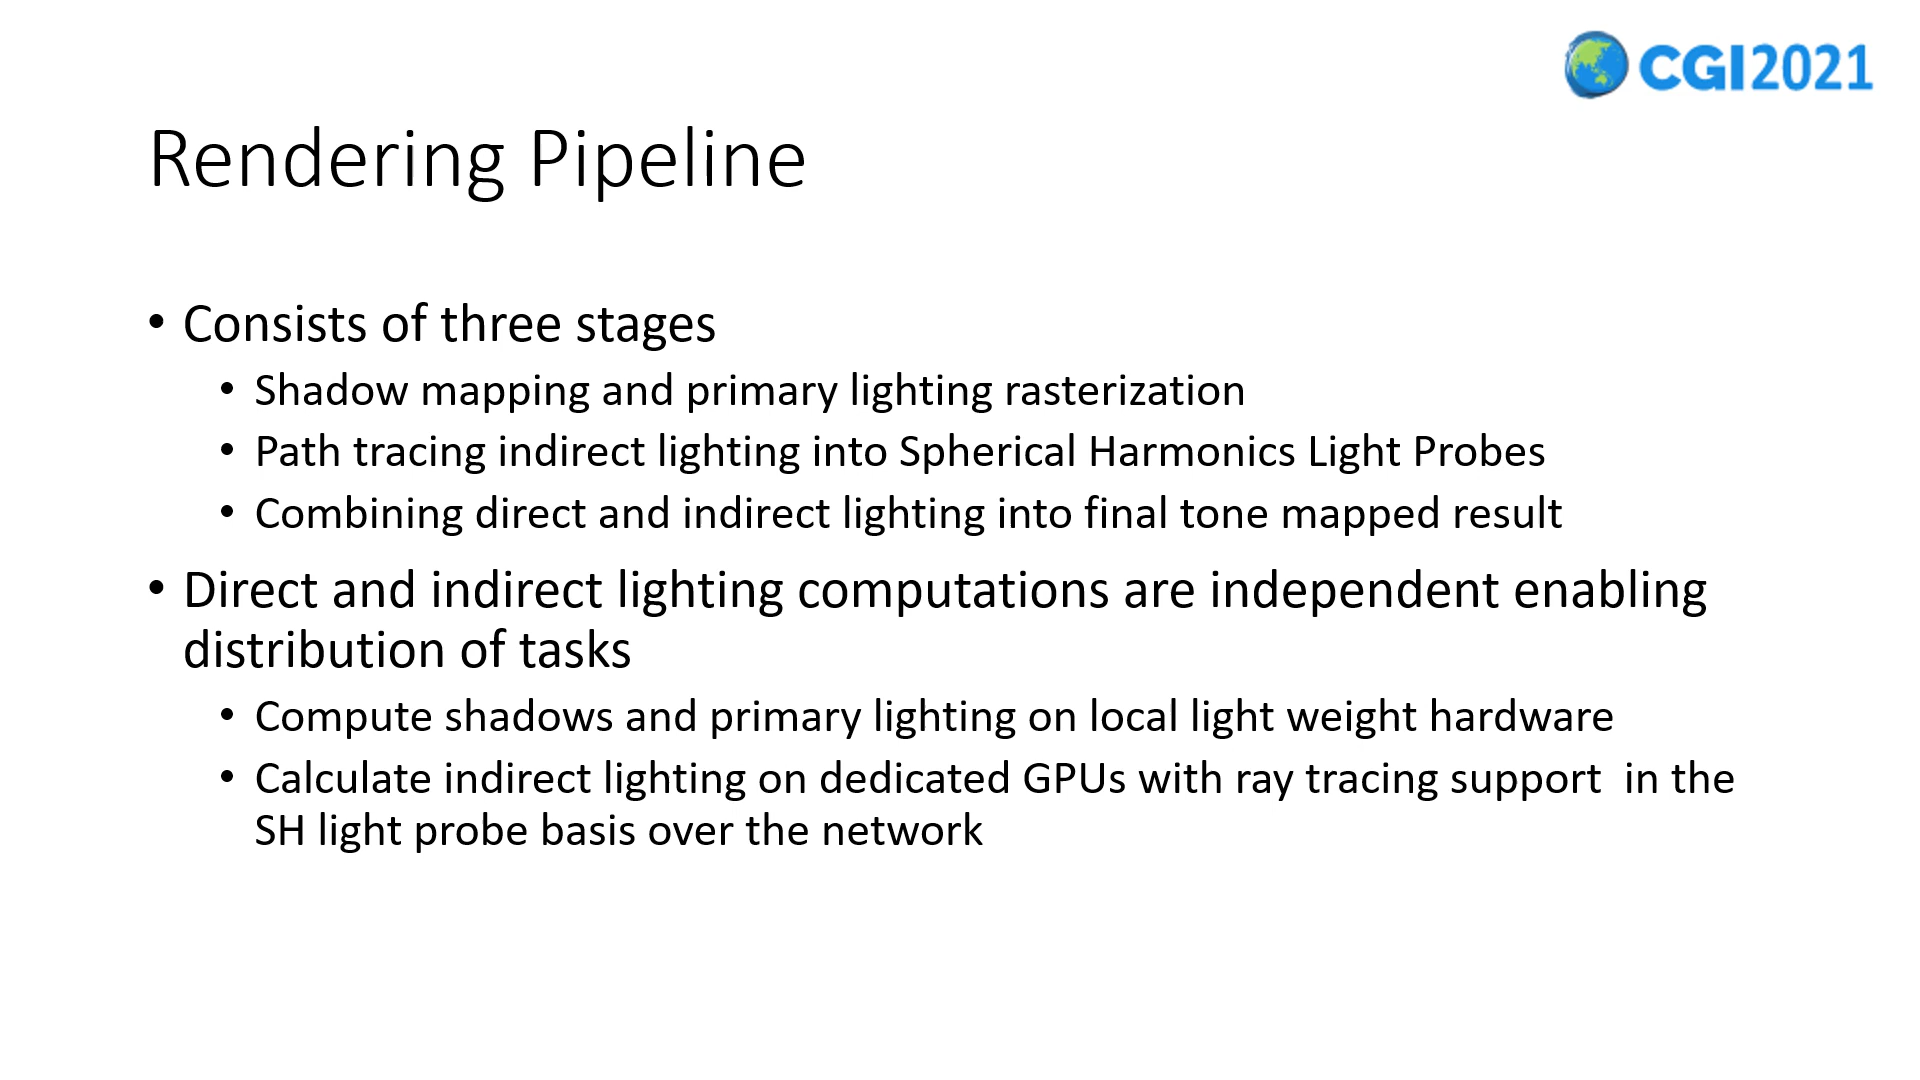 CGI2021
Rendering Pipeline
• Consists of three stages
• Shadow mapping and primary lighting rasterization
• Path tracing indirect lighting into Spherical Harmonics Light Probes
• Combining direct and indirect lighting into final tone mapped result
• Direct and indirect lighting computations are independent enabling
distribution of tasks
• Compute shadows and primary lighting on local light weight hardware
• Calculate indirect lighting on dedicated GPUs with ray tracing support  in the
SH light probe basis over the network